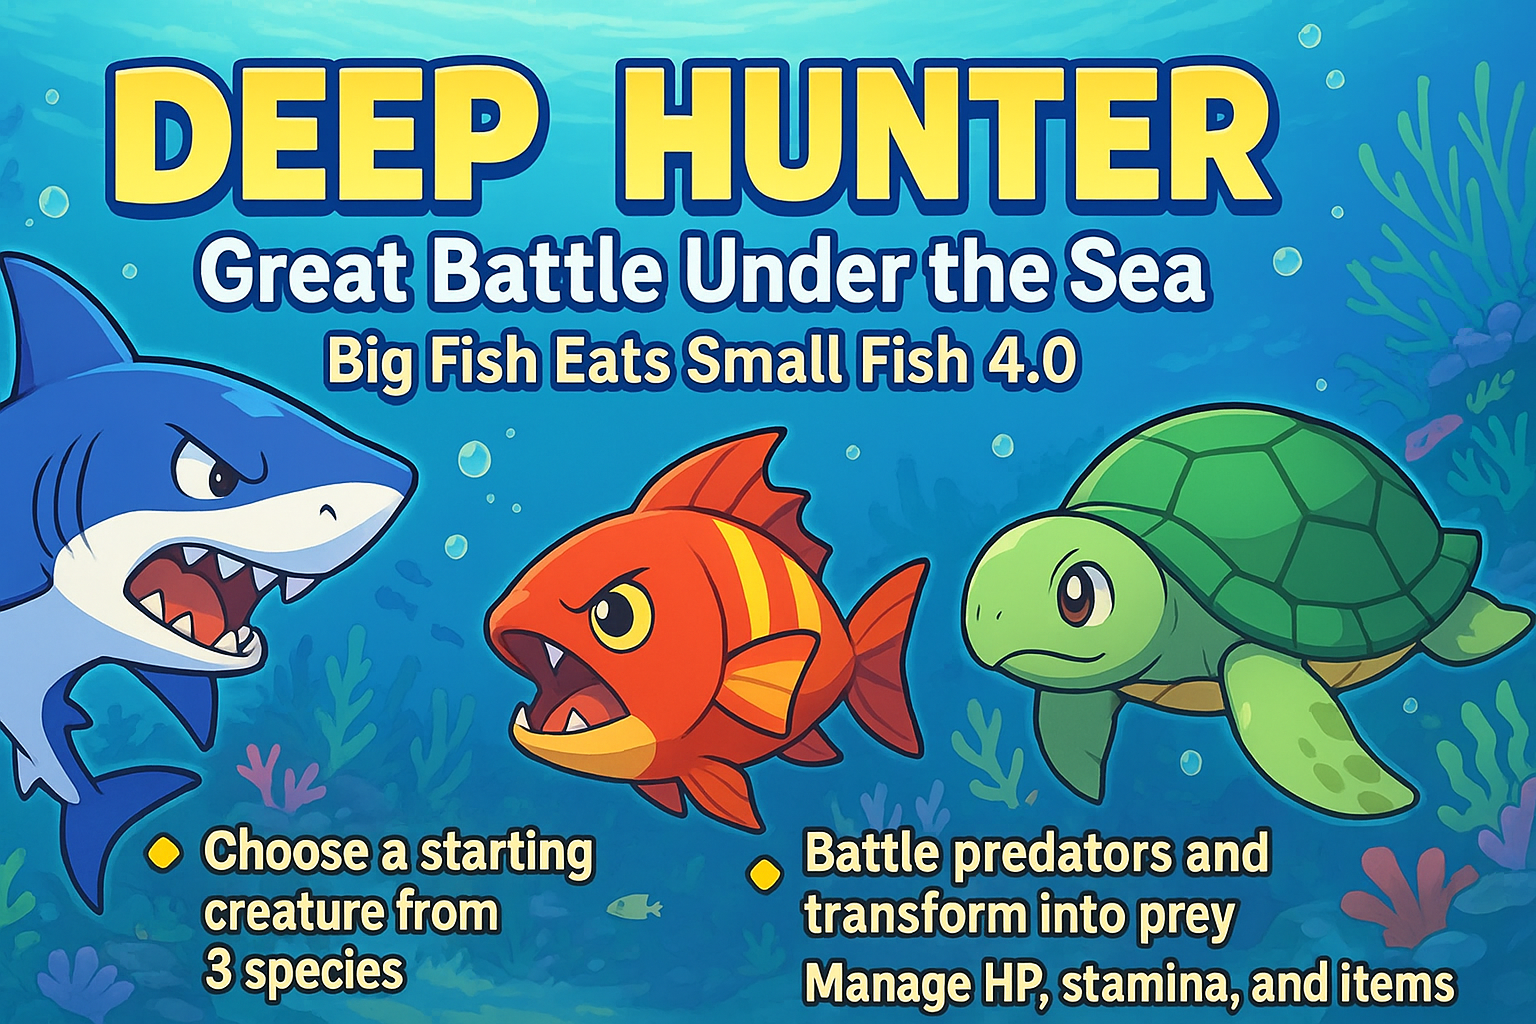 DEEP HUNTER
Great Battle Under the Sea
Big Fish Eats Small Fish 4.0
Choose a starting
creature from
3 species
Battle predators and
transform into prey
Manage HP, stamina, and items